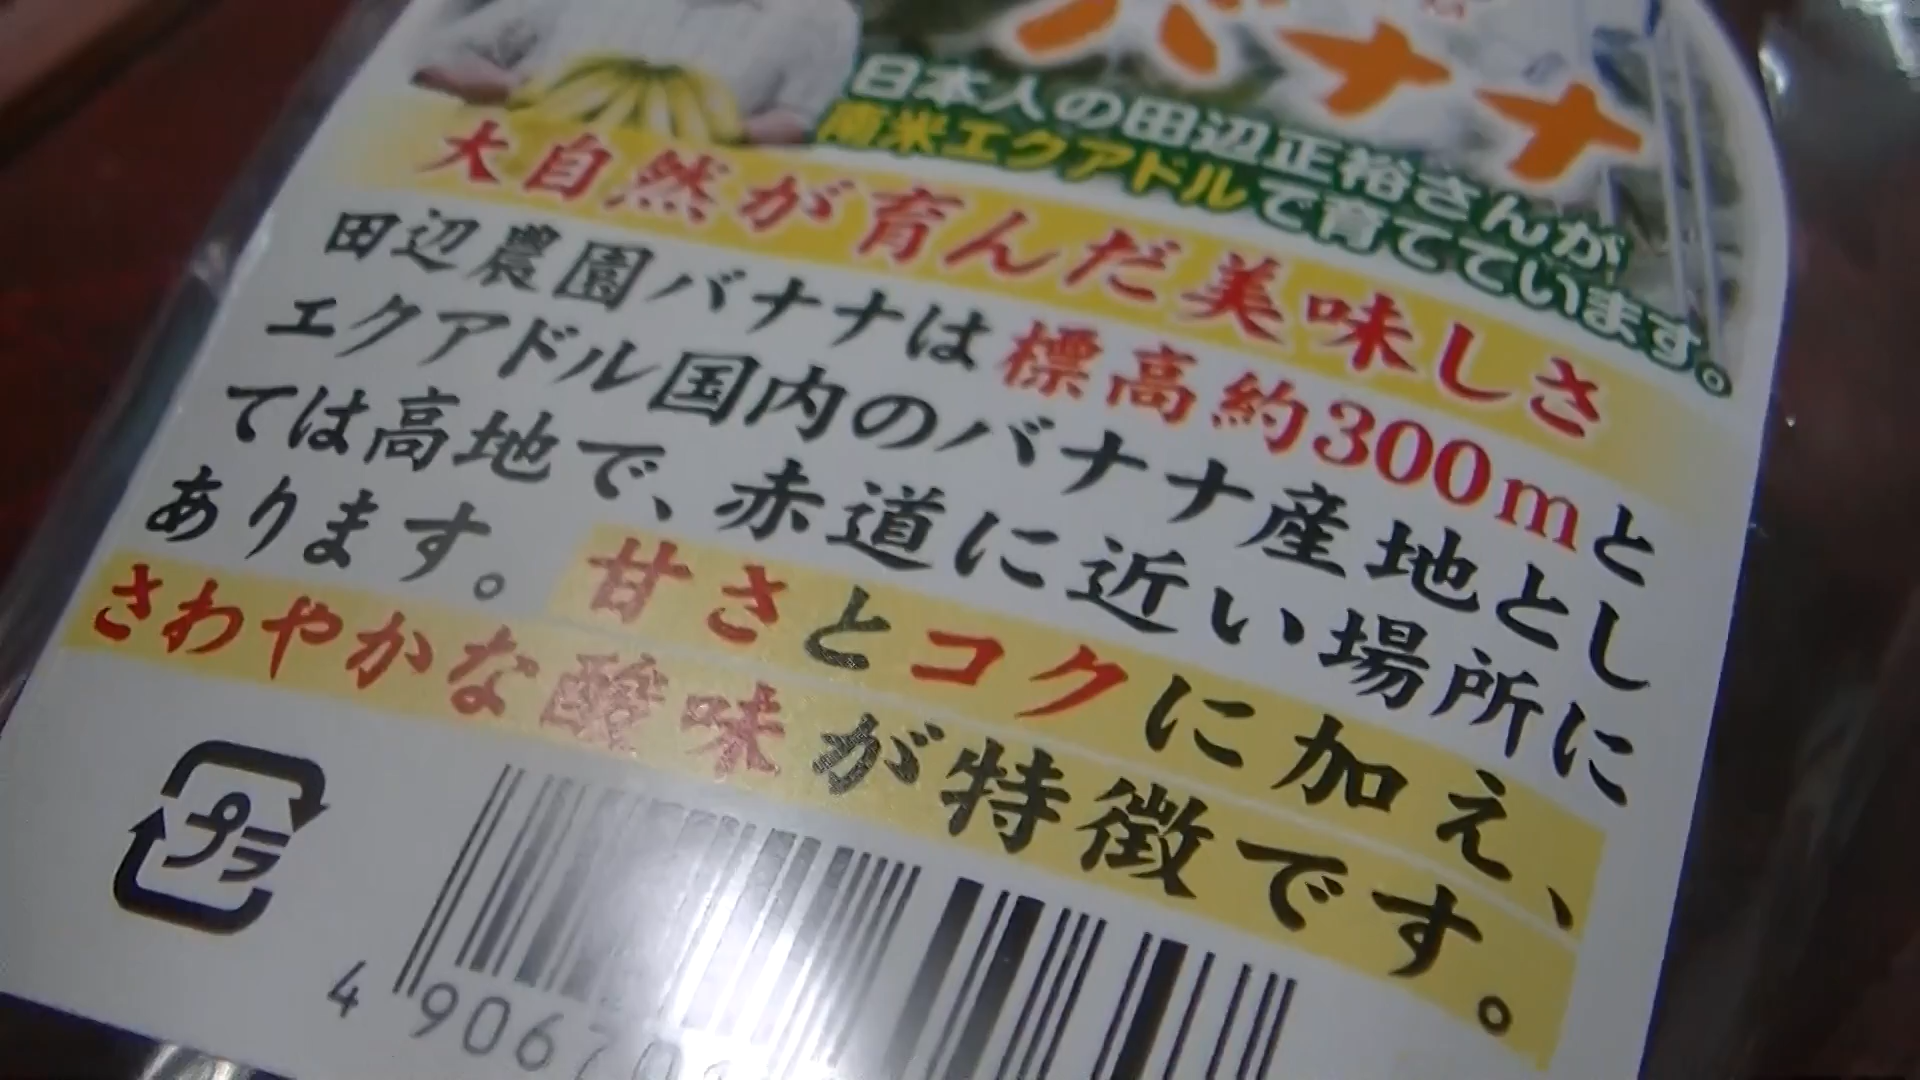 バナナ
日本人の田辺正裕さんが
南米エクアドルで育てています。
大自然が育んだ美味しさ
田辺農園バナナは標高約300mと
エクアドル国内のバナナ産地とし
ては高地で、赤道に近い場所に
あります。甘さとコクに加え、
さわやかな酸味が特徴です。
プラ
4 90670